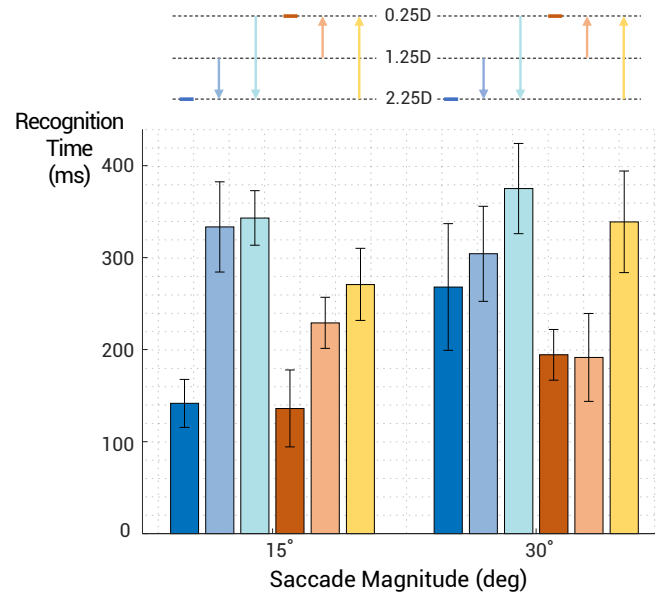 0.25D
1.25D
2.25D
Recognition
Time
(ms)
400
300
200
100
0
15°
30°
Saccade Magnitude (deg)